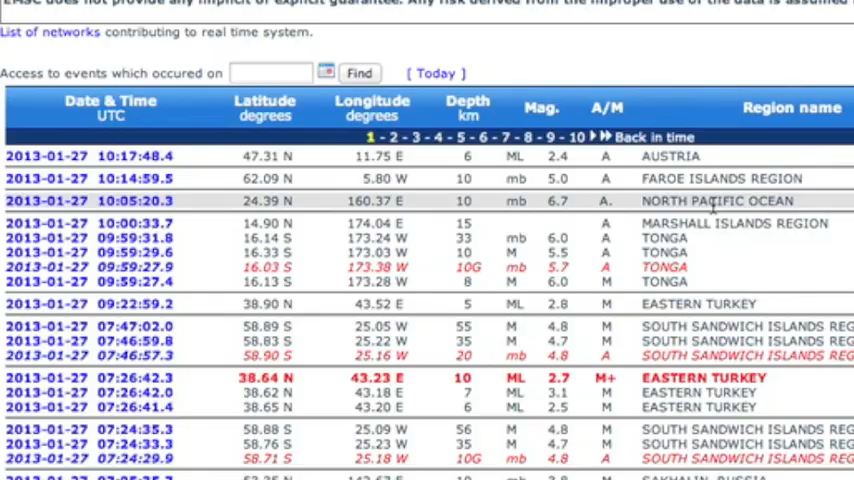 EMSC does not provide any implicit or explicit guarantee. Any risk derived from the improper use of the data is assumed
List of networks contributing to real time system.
Access to events which occured on Find [ Today ]
Date & Time UTC Latitude degrees Longitude degrees Depth km Mag. A/M Region name
1 - 2 - 3 - 4 - 5 - 6 - 7 - 8 - 9 - 10 Back in time
2013-01-27 10:17:48.4 47.31 N 11.75 E 6 ML 2.4 A AUSTRIA
2013-01-27 10:14:59.5 62.09 N 5.80 W 10 mb 5.0 A FAROE ISLANDS REGION
2013-01-27 10:05:20.3 24.39 N 160.37 E 10 mb 6.7 A. NORTH PACIFIC OCEAN
2013-01-27 10:00:33.7 14.90 N 174.04 E 15 A MARSHALL ISLANDS REGION
2013-01-27 09:59:31.8 16.14 S 173.24 W 33 mb 6.0 A TONGA
2013-01-27 09:59:29.6 16.33 S 173.03 W 10 M 5.5 A TONGA
2013-01-27 09:59:27.9 16.03 S 173.38 W 10G mb 5.7 A TONGA
2013-01-27 09:59:27.4 16.13 S 173.28 W 8 M 6.0 M TONGA
2013-01-27 09:22:59.2 38.90 N 43.52 E 5 ML 2.8 M EASTERN TURKEY
2013-01-27 07:47:02.0 58.89 S 25.05 W 55 M 4.8 M SOUTH SANDWICH ISLANDS REG
2013-01-27 07:46:59.8 58.83 S 25.22 W 35 M 4.7 M SOUTH SANDWICH ISLANDS REG
2013-01-27 07:46:57.3 58.90 S 25.16 W 20 mb 4.8 A SOUTH SANDWICH ISLANDS REG
2013-01-27 07:26:42.3 38.64 N 43.23 E 10 ML 2.7 M+ EASTERN TURKEY
2013-01-27 07:26:42.0 38.62 N 43.18 E 7 ML 3.1 M EASTERN TURKEY
2013-01-27 07:26:41.4 38.65 N 43.20 E 6 ML 2.5 M EASTERN TURKEY
2013-01-27 07:24:35.3 58.88 S 25.09 W 56 M 4.8 M SOUTH SANDWICH ISLANDS REG
2013-01-27 07:24:33.3 58.76 S 25.23 W 35 M 4.7 M SOUTH SANDWICH ISLANDS REG
2013-01-27 07:24:29.9 58.71 S 25.18 W 10G mb 4.8 A SOUTH SANDWICH ISLANDS REG